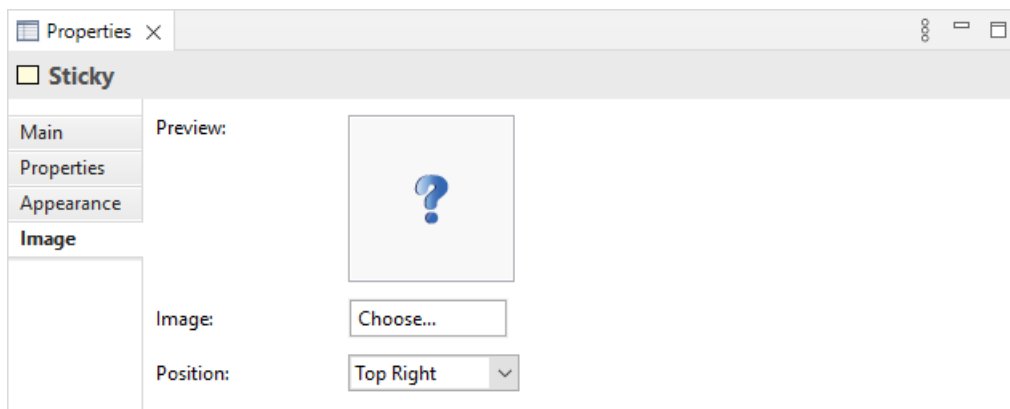 Properties
Sticky
Main
Properties
Appearance
Image
Preview:
?
Image:
Choose...
Position:
Top Right